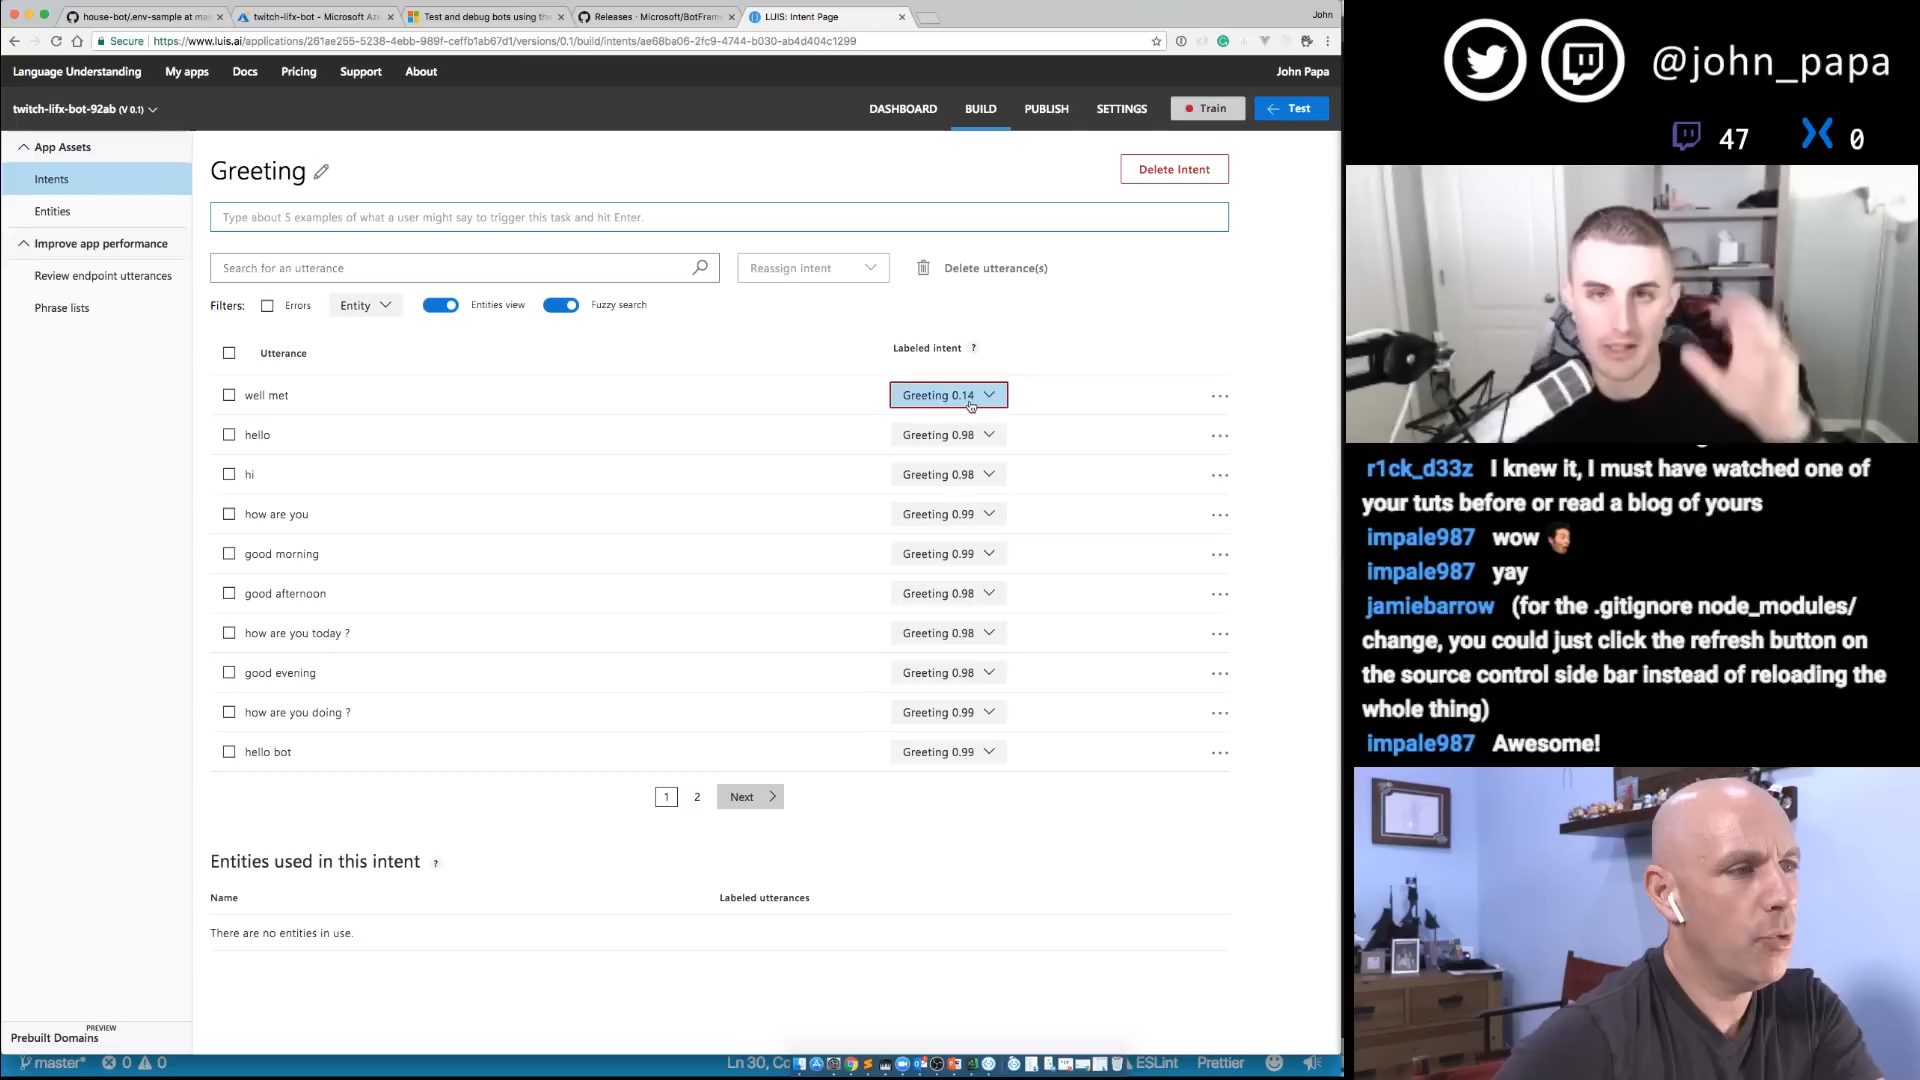 house-bot/.env-sample at mas
twitch-lifx-bot - Microsoft Az
Test and debug bots using the
Releases · Microsoft/BotFram
LUIS: Intent Page
John
Secure
https://www.luis.ai/applications/261ae255-5238-4ebb-989f-ceffb1ab67d1/versions/0.1/build/intents/ae68ba06-2fc9-4744-b030-ab4d404c1299
Language Understanding
My apps
Docs
Pricing
Support
About
John Papa
twitch-lifx-bot-92ab (V 0.1)
DASHBOARD
BUILD
PUBLISH
SETTINGS
Train
Test
App Assets
Intents
Entities
Improve app performance
Review endpoint utterances
Phrase lists
PREVIEW
Prebuilt Domains
Greeting
Delete Intent
Type about 5 examples of what a user might say to trigger this task and hit Enter.
Search for an utterance
Reassign intent
Delete utterance(s)
Filters:
Errors
Entity
Entities view
Fuzzy search
Utterance
Labeled intent ?
well met
Greeting 0.14
hello
Greeting 0.98
hi
Greeting 0.98
how are you
Greeting 0.99
good morning
Greeting 0.99
good afternoon
Greeting 0.98
how are you today ?
Greeting 0.98
good evening
Greeting 0.98
how are you doing ?
Greeting 0.99
hello bot
Greeting 0.99
1
2
Next
Entities used in this intent ?
Name
Labeled utterances
There are no entities in use.
master*
0
0
Ln 30, Co
ESLint
Prettier
@john_papa
47
0
r1ck_d33z I knew it, I must have watched one of
your tuts before or read a blog of yours
impale987 wow
impale987 yay
jamiebarrow (for the .gitignore node_modules/
change, you could just click the refresh button on
the source control side bar instead of reloading the
whole thing)
impale987 Awesome!